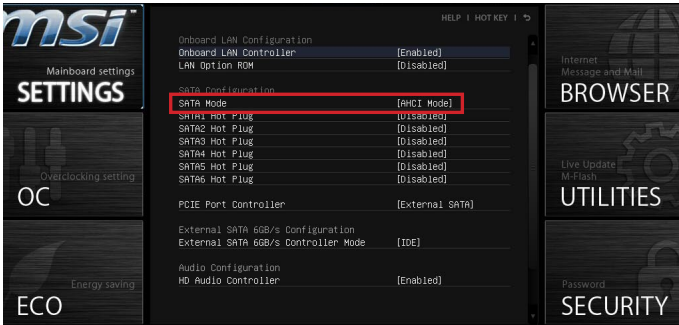 msi
HELP | HOT KEY |
Mainboard settings
SETTINGS
Overclocking setting
OC
Energy saving
ECO
Onboard LAN Configuration
Onboard LAN Controller [Enabled]
LAN Option ROM [Disabled]
SATA Configuration
SATA Mode [AHCI Mode]
SATA1 Hot Plug [Disabled]
SATA2 Hot Plug [Disabled]
SATA3 Hot Plug [Disabled]
SATA4 Hot Plug [Disabled]
SATA5 Hot Plug [Disabled]
SATA6 Hot Plug [Disabled]
PCIE Port Controller [External SATA]
External SATA 6GB/s Configuration
External SATA 6GB/s Controller Mode [IDE]
Audio Configuration
HD Audio Controller [Enabled]
Internet
Message and Mail
BROWSER
Live Update
M-Flash
UTILITIES
Password
SECURITY